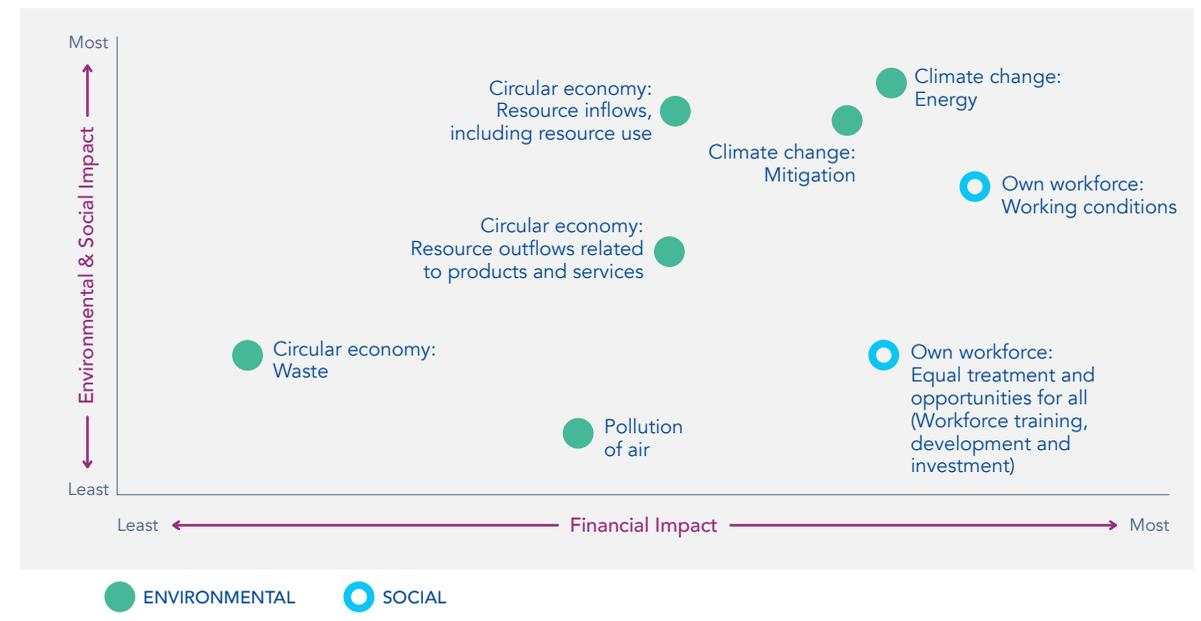 Most
Environmental & Social Impact
Least
Circular economy:
Resource inflows,
including resource use
Climate change:
Energy
Climate change:
Mitigation
Own workforce:
Working conditions
Circular economy:
Resource outflows related
to products and services
Circular economy:
Waste
Own workforce:
Equal treatment and
opportunities for all
(Workforce training,
development and
investment)
Pollution
of air
Least
Financial Impact
Most
ENVIRONMENTAL
SOCIAL